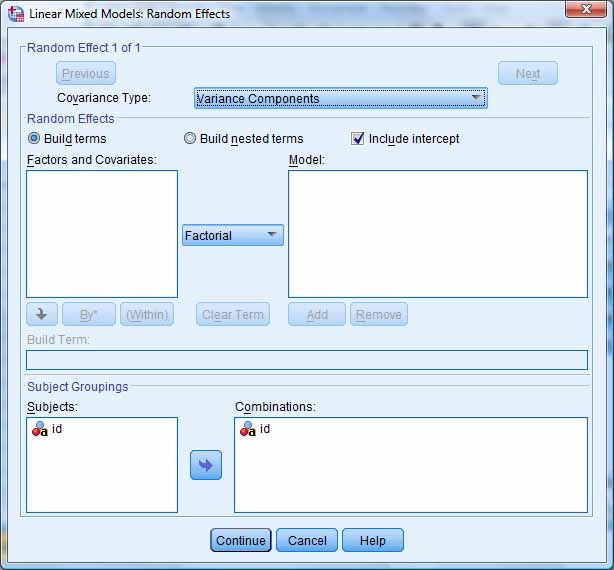 Linear Mixed Models: Random Effects
Random Effect 1 of 1
Previous
Next
Covariance Type:
Variance Components
Random Effects
Build terms
Build nested terms
Include intercept
Factors and Covariates:
Model:
Factorial
By*
(Within)
Clear Term
Add
Remove
Build Term:
Subject Groupings
Subjects:
Combinations:
a id
a id
Continue
Cancel
Help